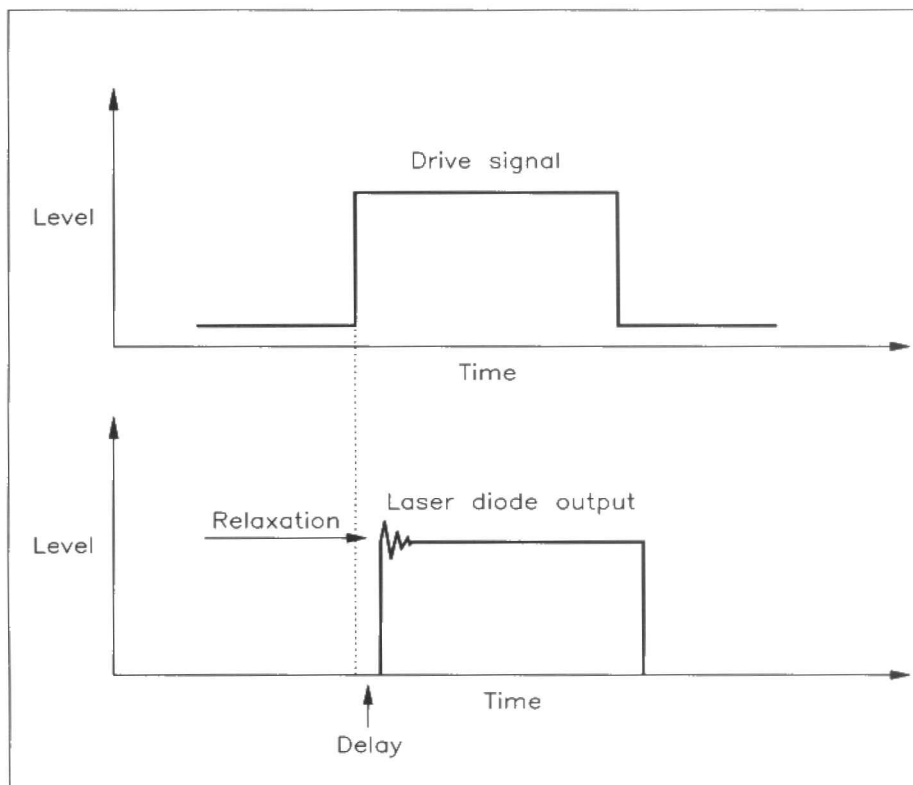 Drive signal
Level
Time
Laser diode output
Relaxation
Level
Time
Delay